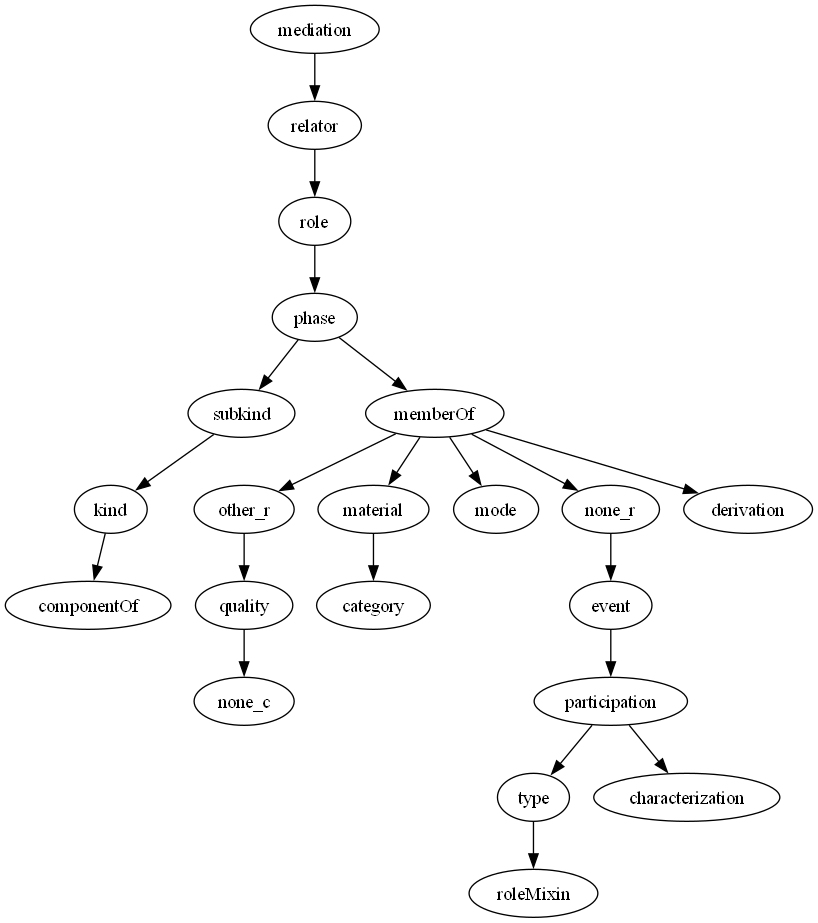 mediation
relator
role
phase
subkind
memberOf
kind
other_r
material
mode
none_r
derivation
componentOf
quality
category
event
none_c
participation
type
characterization
roleMixin